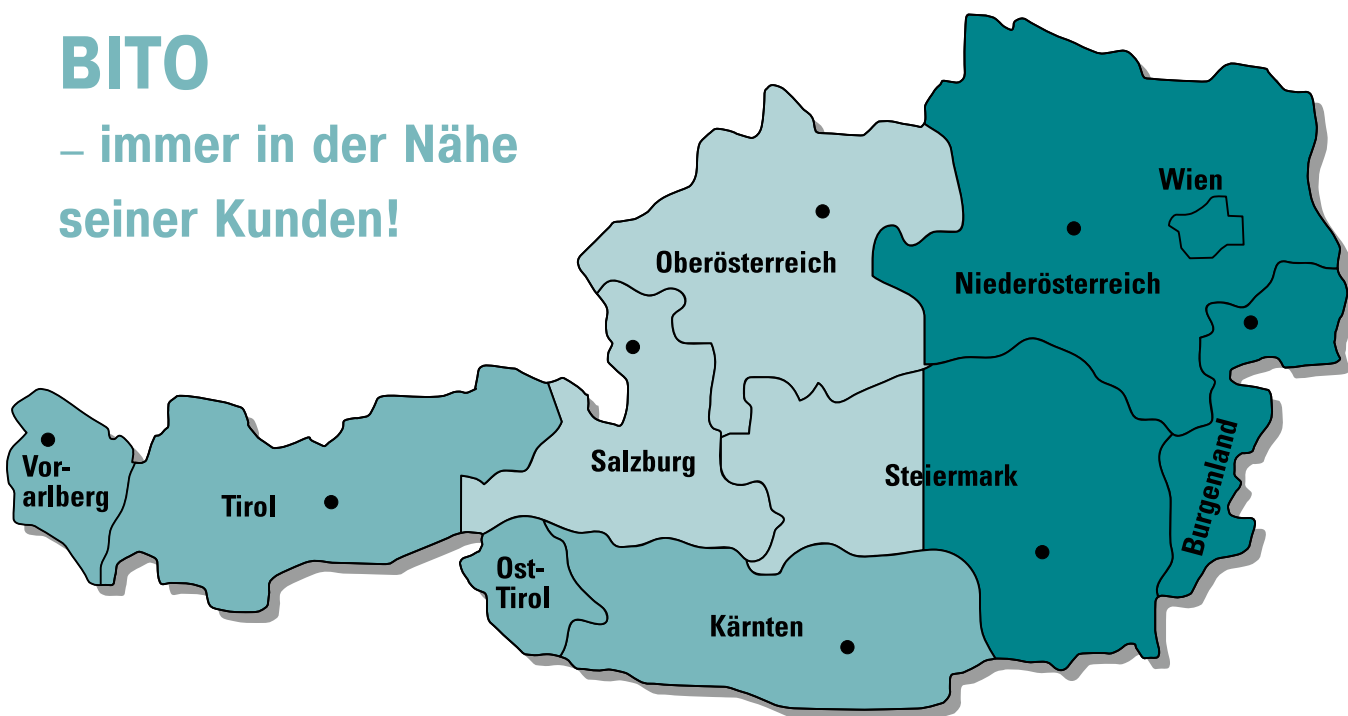 BITO
– immer in der Nähe
seiner Kunden!
Wien
Oberösterreich
Niederösterreich
Vor-
arlberg
Tirol
Salzburg
Steiermark
Burgenland
Ost-
Tirol
Kärnten